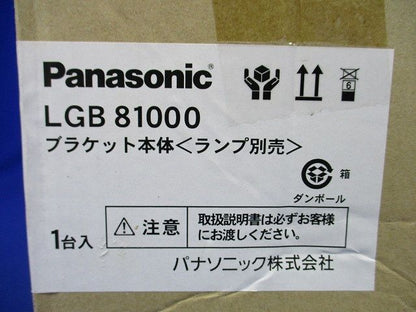 Panasonic®
LGB 81000
ブラケット本体＜ランプ別売＞
6
箱
ダンボール
1台入
注意
取扱説明書は必ずお客様
にお渡しください。
パナソニック株式会社